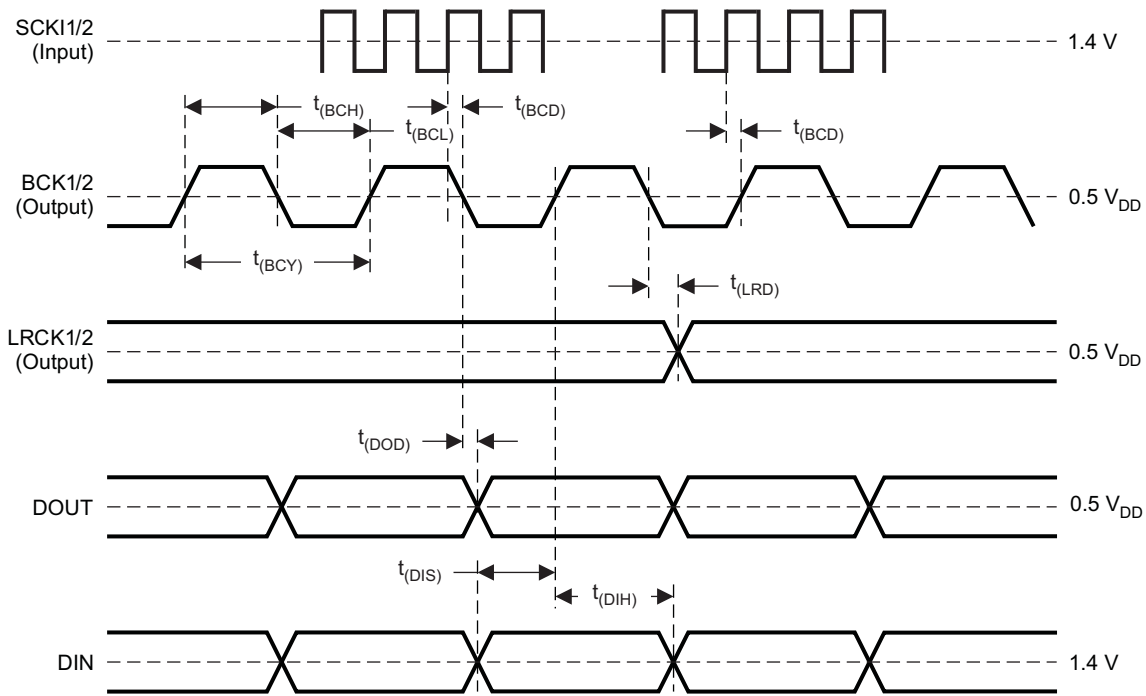 SCKI1/2
(Input)
1.4 V
t(BCH)
t(BCL)
t(BCD)
t(BCD)
BCK1/2
(Output)
0.5 VDD
t(BCY)
t(LRD)
LRCK1/2
(Output)
0.5 VDD
t(DOD)
DOUT
0.5 VDD
t(DIS)
t(DIH)
DIN
1.4 V